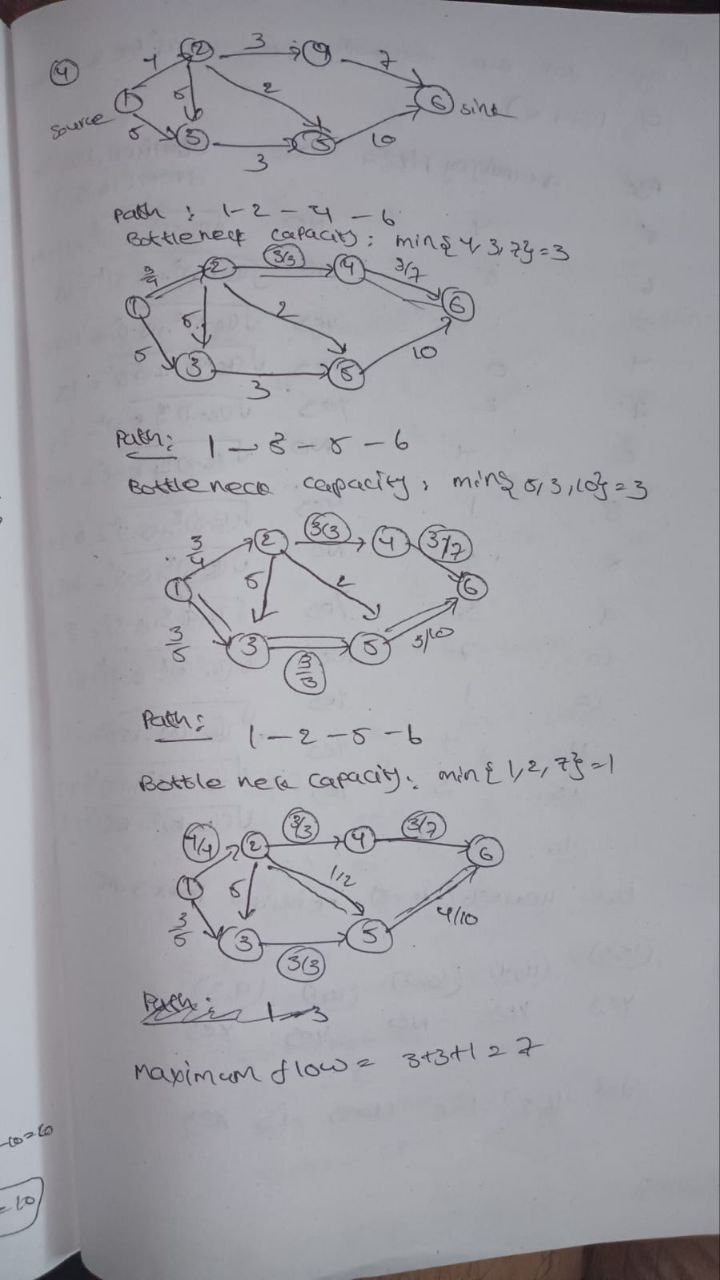 ④
2 3 4 7
4
1 5 2 6 sink
source 5 3 5 10
3
Path : 1-2-4-6
Bottleneck capacity: min{4,3,7}=3
3/4 2 3/3 4 3/7
1 5 2 6
5 3 5 10
3
Path: 1-3-5-6
Bottleneck capacity: min{5,3,10}=3
3/4 2 3/3 4 3/7
1 5 2 6
3/5 3 5 3/10
3/3
Path: 1-2-5-6
Bottle neck capacity: min{1,2,7}=1
4/4 2 3/3 4 3/7 6
1 5 1/2
3/5 3 5 4/10
3/3
Path: 1-3
Maximum flow = 3+3+1=7
-10=10
=10